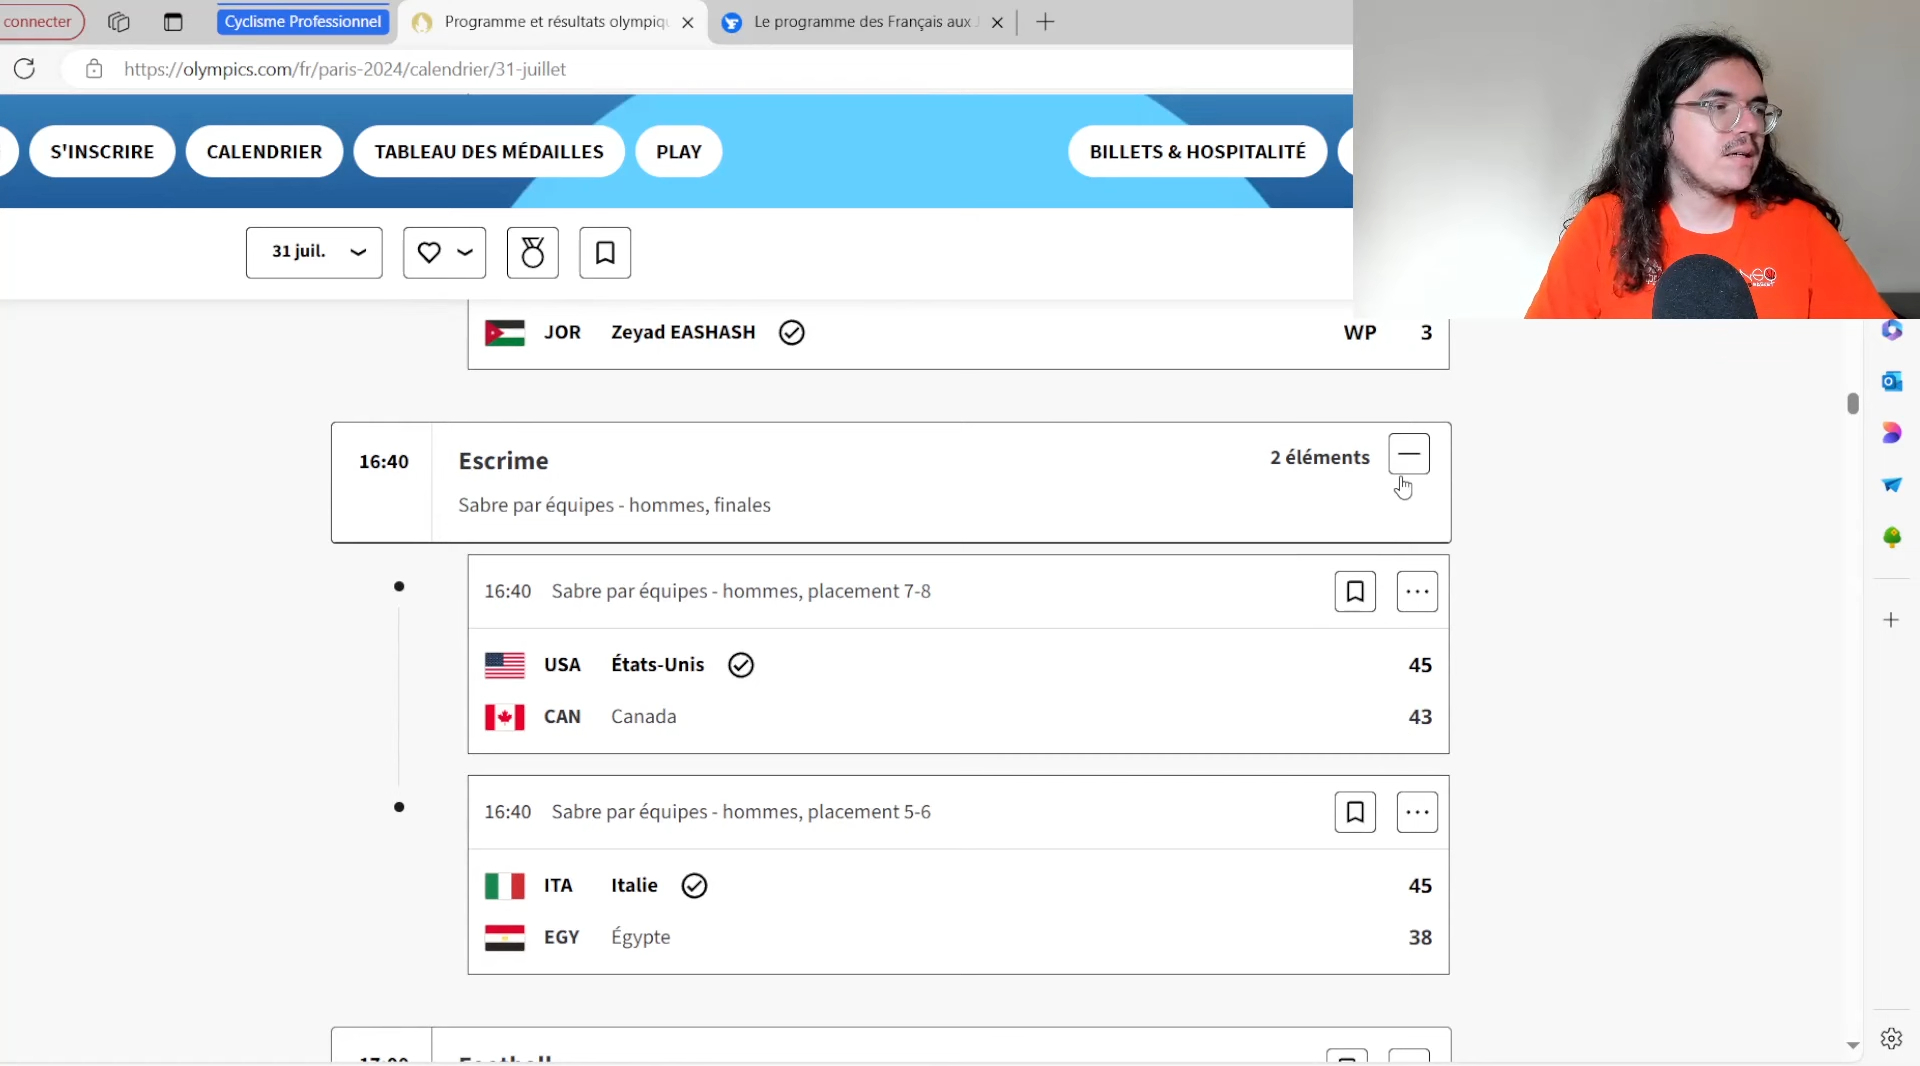 connecter
Cyclisme Professionnel
Programme et résultats olympiq
Le programme des Français aux J
https://olympics.com/fr/paris-2024/calendrier/31-juillet
S'INSCRIRE
CALENDRIER
TABLEAU DES MÉDAILLES
PLAY
BILLETS & HOSPITALITÉ
31 juil.
JOR Zeyad EASHASH WP 3
16:40 Escrime 2 éléments
Sabre par équipes - hommes, finales
16:40 Sabre par équipes - hommes, placement 7-8
USA États-Unis 45
CAN Canada 43
16:40 Sabre par équipes - hommes, placement 5-6
ITA Italie 45
EGY Égypte 38
17:00 Football